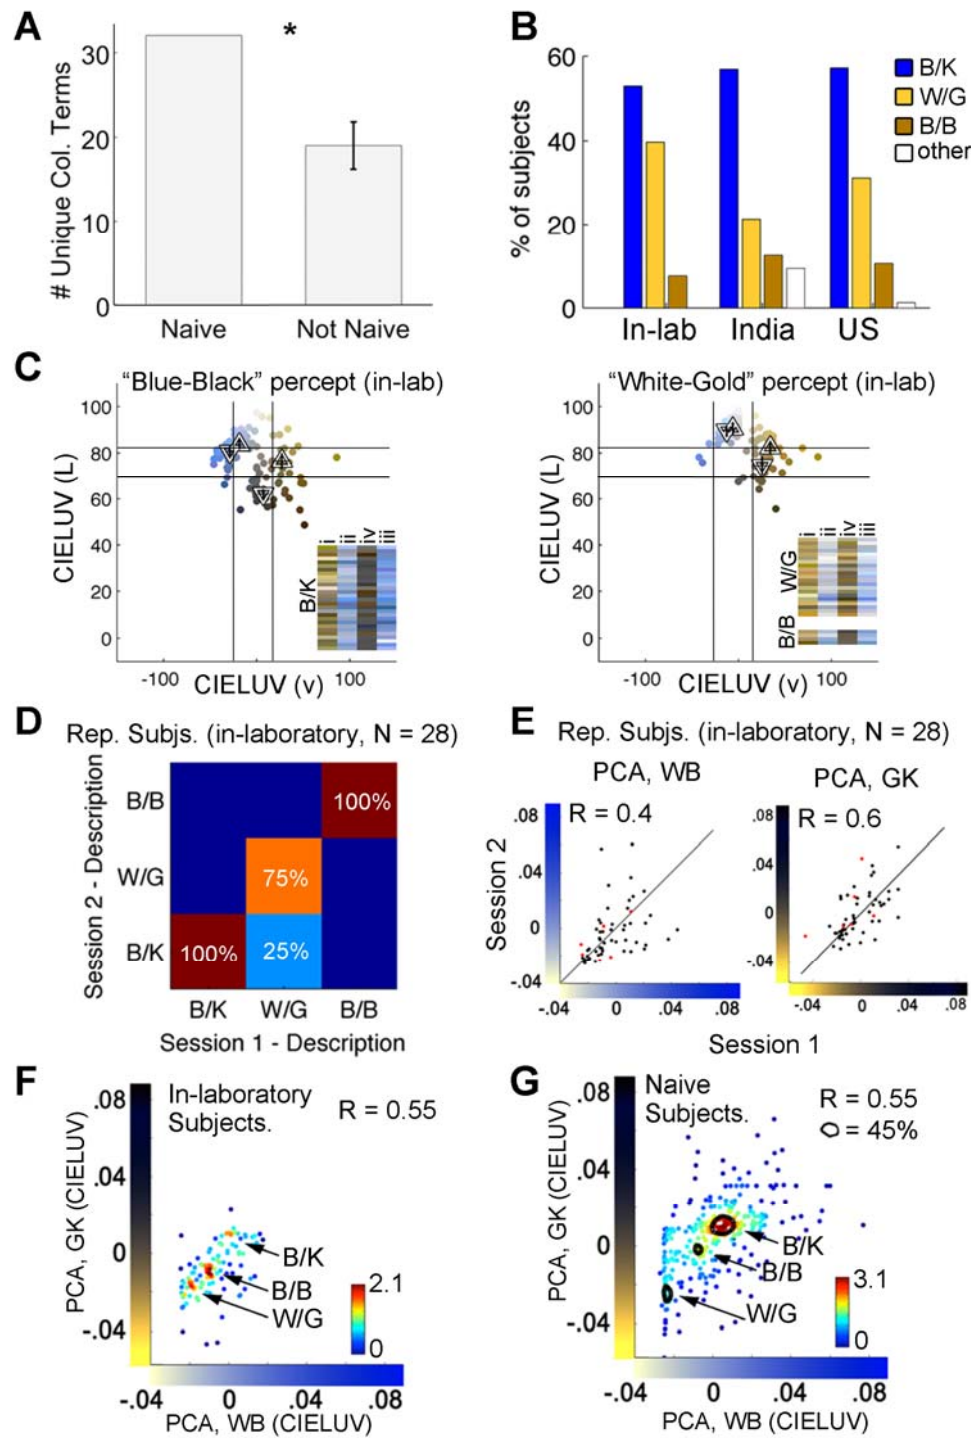 A
# Unique Col. Terms
30
20
10
0
*
Naive
Not Naive
B
% of subjects
60
40
20
0
B/K
W/G
B/B
other
In-lab
India
US
C
"Blue-Black" percept (in-lab)
CIELUV (L)
100
80
60
40
20
0
-100
CIELUV (v)
100
B/K
i
ii
iv
iii
"White-Gold" percept (in-lab)
CIELUV (L)
100
80
60
40
20
0
-100
CIELUV (v)
100
B/B
W/G
i
ii
iv
iii
D
Rep. Subjs. (in-laboratory, N = 28)
Session 2 - Description
B/B
W/G
B/K
100%
75%
100%
25%
B/K
W/G
B/B
Session 1 - Description
E
Rep. Subjs. (in-laboratory, N = 28)
PCA, WB
R = 0.4
Session 2
.08
.04
0
-.04
-.04
0
.04
.08
PCA, GK
R = 0.6
.08
.04
0
-.04
-.04
0
.04
.08
Session 1
F
In-laboratory
Subjects.
R = 0.55
PCA, GK (CIELUV)
.08
.04
0
-.04
B/K
B/B
W/G
2.1
0
-.04
0
.04
.08
PCA, WB (CIELUV)
G
Naive
Subjects.
R = 0.55
= 45%
PCA, GK (CIELUV)
.08
.04
0
-.04
B/K
B/B
W/G
3.1
0
-.04
0
.04
.08
PCA, WB (CIELUV)